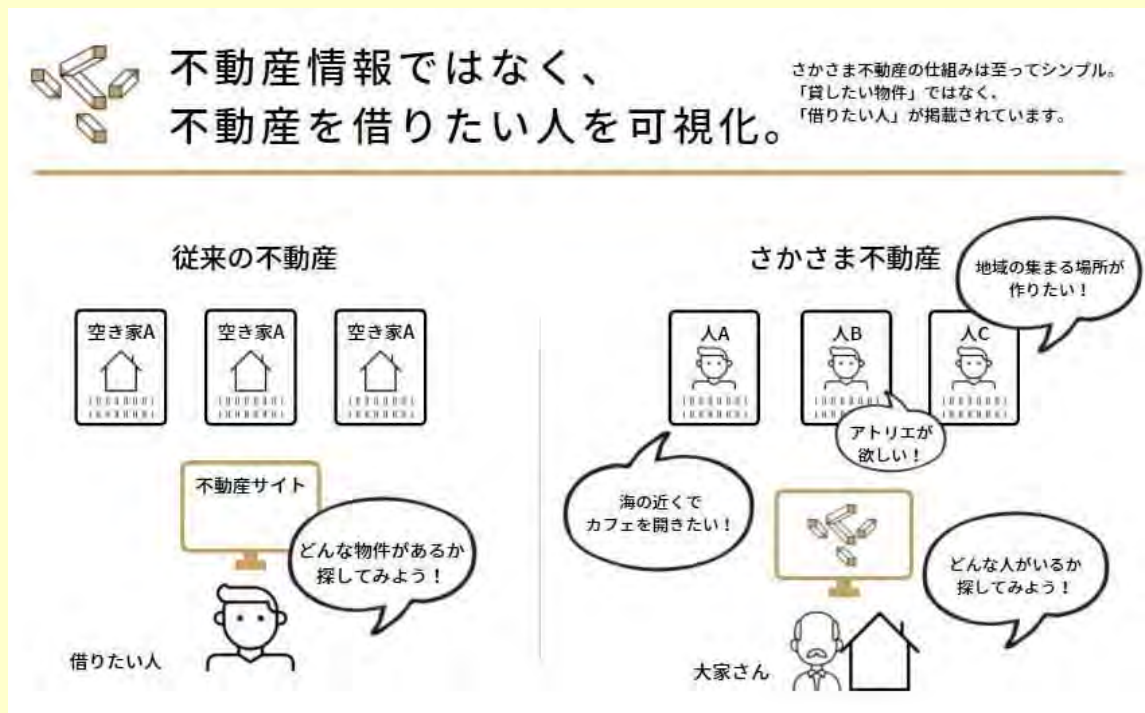 不動産情報ではなく、
不動産を借りたい人を可視化。
さかさま不動産の仕組みは至ってシンプル。
「貸したい物件」ではなく、
「借りたい人」が掲載されています。
従来の不動産
空き家A
空き家A
空き家A
不動産サイト
どんな物件があるか
探してみよう！
借りたい人
さかさま不動産
地域の集まる場所が
作りたい！
人A
人B
人C
アトリエが
欲しい！
海の近くで
カフェを開きたい！
どんな人がいるか
探してみよう！
大家さん